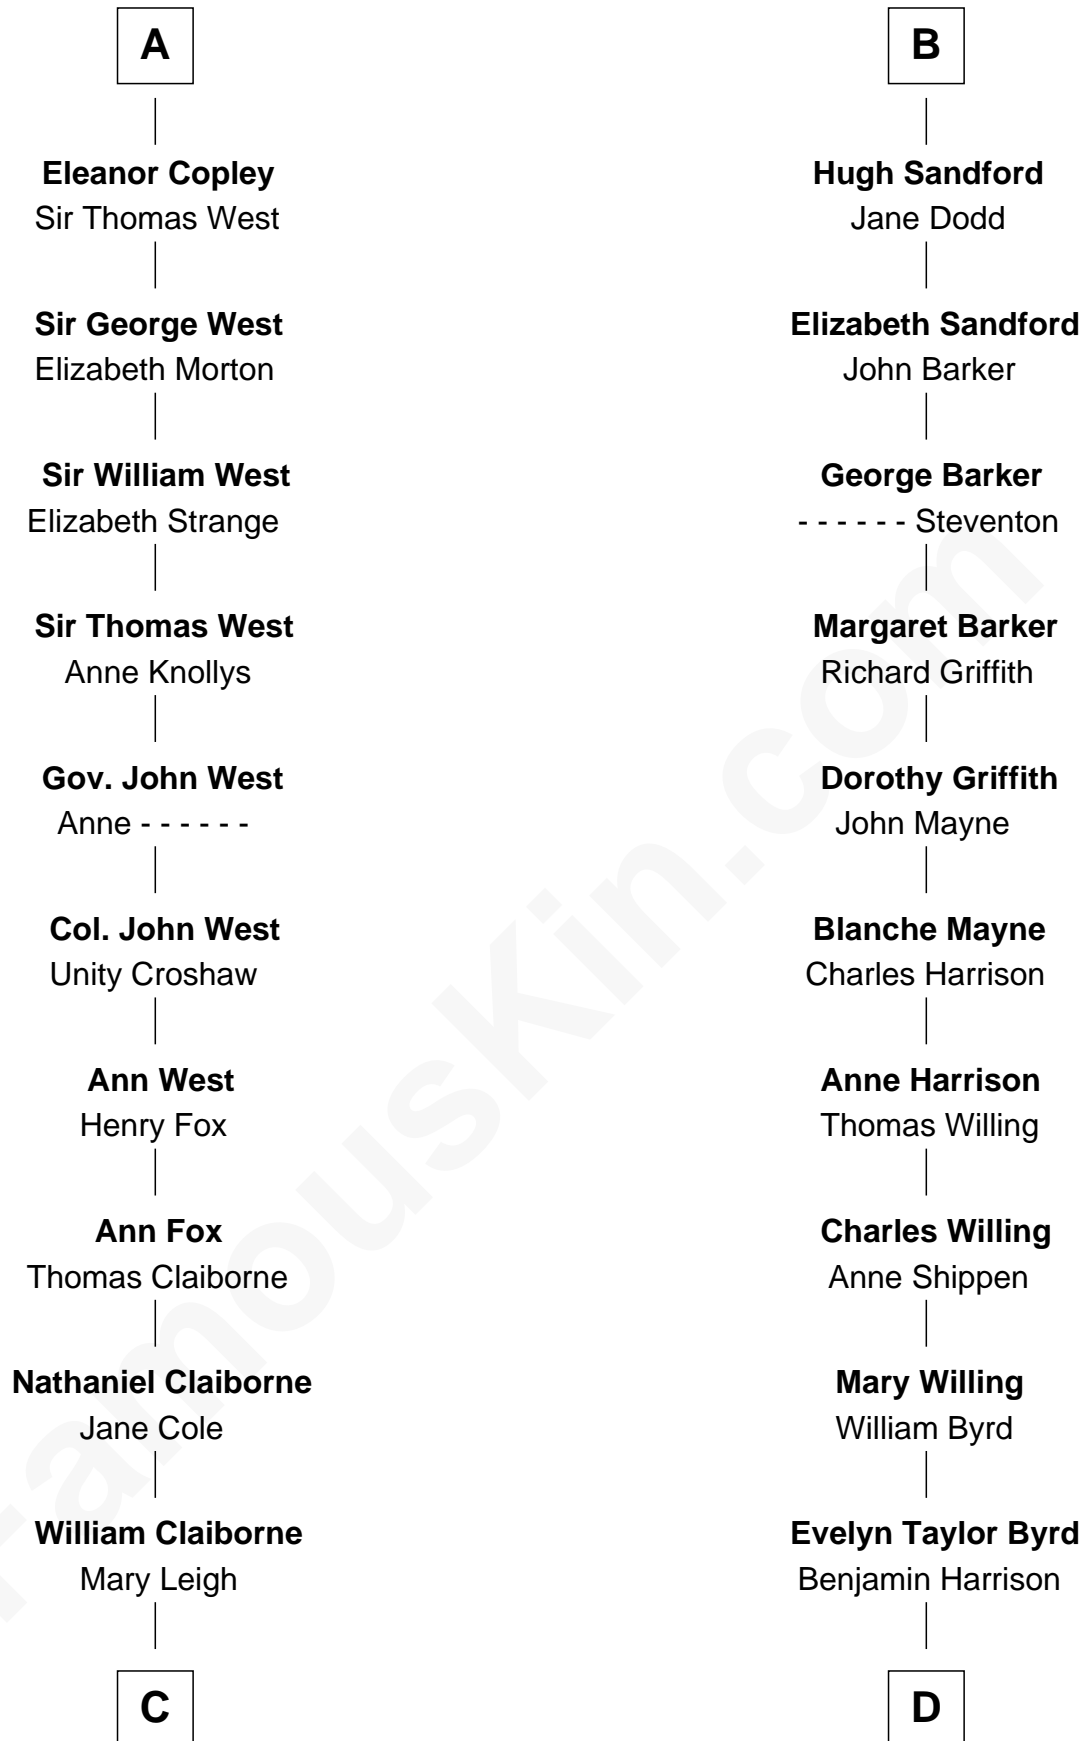 A
Eleanor Copley
Sir Thomas West
Sir George West
Elizabeth Morton
Sir William West
Elizabeth Strange
Sir Thomas West
Anne Knollys
Gov. John West
Anne - - - - - -
Col. John West
Unity Croshaw
Ann West
Henry Fox
Ann Fox
Thomas Claiborne
Nathaniel Claiborne
Jane Cole
William Claiborne
Mary Leigh
C
B
Hugh Sandford
Jane Dodd
Elizabeth Sandford
John Barker
George Barker
- - - - - - Steventon
Margaret Barker
Richard Griffith
Dorothy Griffith
John Mayne
Blanche Mayne
Charles Harrison
Anne Harrison
Thomas Willing
Charles Willing
Anne Shippen
Mary Willing
William Byrd
Evelyn Taylor Byrd
Benjamin Harrison
D
FamousKin.com